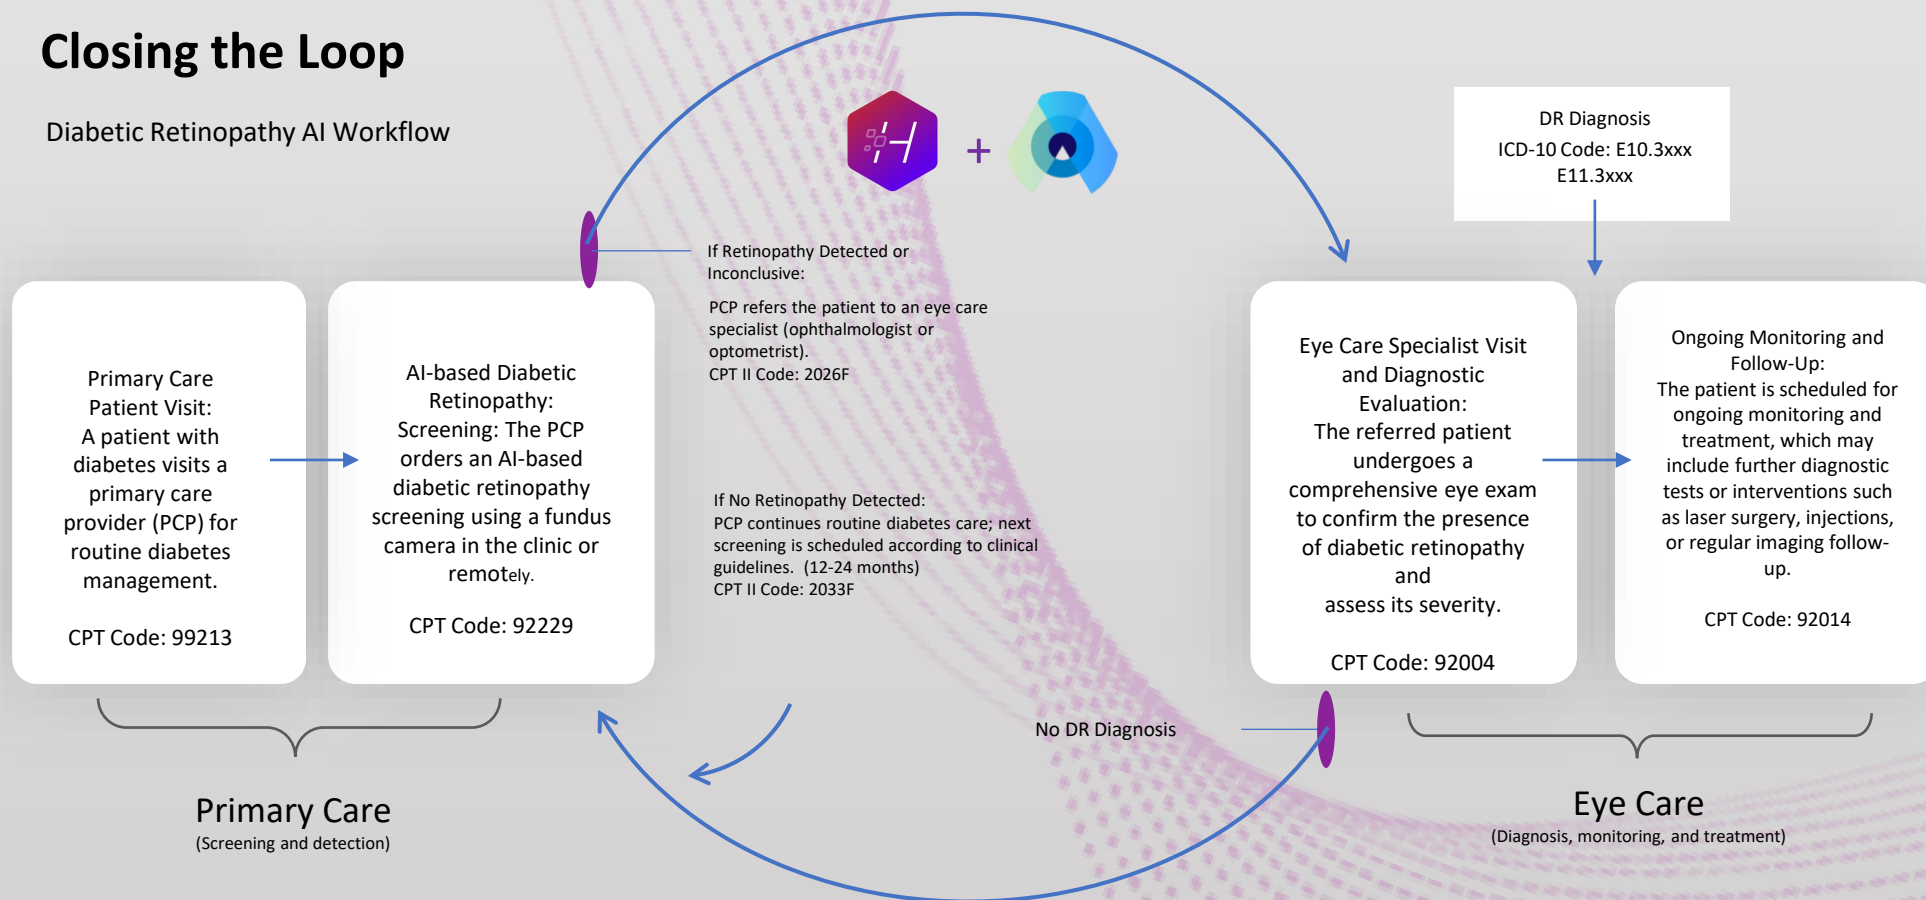 Closing the Loop
Diabetic Retinopathy AI Workflow
H
+
DR Diagnosis
ICD-10 Code: E10.3xxx
E11.3xxx
If Retinopathy Detected or
Inconclusive:
PCP refers the patient to an eye care
specialist (ophthalmologist or
optometrist).
CPT II Code: 2026F
Primary Care
Patient Visit:
A patient with
diabetes visits a
primary care
provider (PCP) for
routine diabetes
management.
CPT Code: 99213
AI-based Diabetic
Retinopathy:
Screening: The PCP
orders an AI-based
diabetic retinopathy
screening using a fundus
camera in the clinic or
remotely.
CPT Code: 92229
If No Retinopathy Detected:
PCP continues routine diabetes care; next
screening is scheduled according to clinical
guidelines.  (12-24 months)
CPT II Code: 2033F
Eye Care Specialist Visit
and Diagnostic
Evaluation:
The referred patient
undergoes a
comprehensive eye exam
to confirm the presence
of diabetic retinopathy
and
assess its severity.
CPT Code: 92004
Ongoing Monitoring and
Follow-Up:
The patient is scheduled for
ongoing monitoring and
treatment, which may
include further diagnostic
tests or interventions such
as laser surgery, injections,
or regular imaging follow-
up.
CPT Code: 92014
No DR Diagnosis
Primary Care
(Screening and detection)
Eye Care
(Diagnosis, monitoring, and treatment)